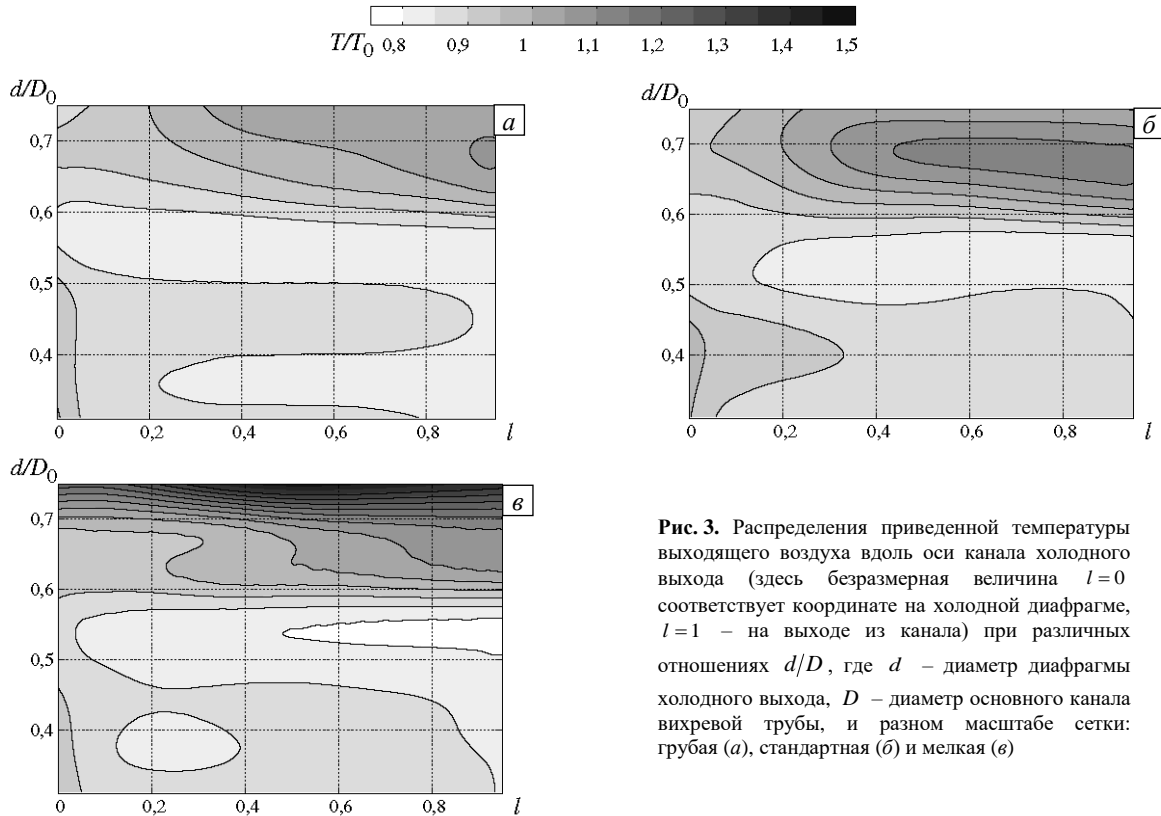 T/T0 0,8 0,9 1 1,1 1,2 1,3 1,4 1,5
d/D0
а
0,7
0,6
0,5
0,4
0 0,2 0,4 0,6 0,8 l
d/D0
б
0,7
0,6
0,5
0,4
0 0,2 0,4 0,6 0,8 l
d/D0
в
0,7
0,6
0,5
0,4
0 0,2 0,4 0,6 0,8 l
Рис. 3. Распределения приведенной температуры
выходящего воздуха вдоль оси канала холодного
выхода (здесь безразмерная величина l = 0
соответствует координате на холодной диафрагме,
l = 1 – на выходе из канала) при различных
отношениях d/D, где d – диаметр диафрагмы
холодного выхода, D – диаметр основного канала
вихревой трубы, и разном масштабе сетки:
грубая (а), стандартная (б) и мелкая (в)